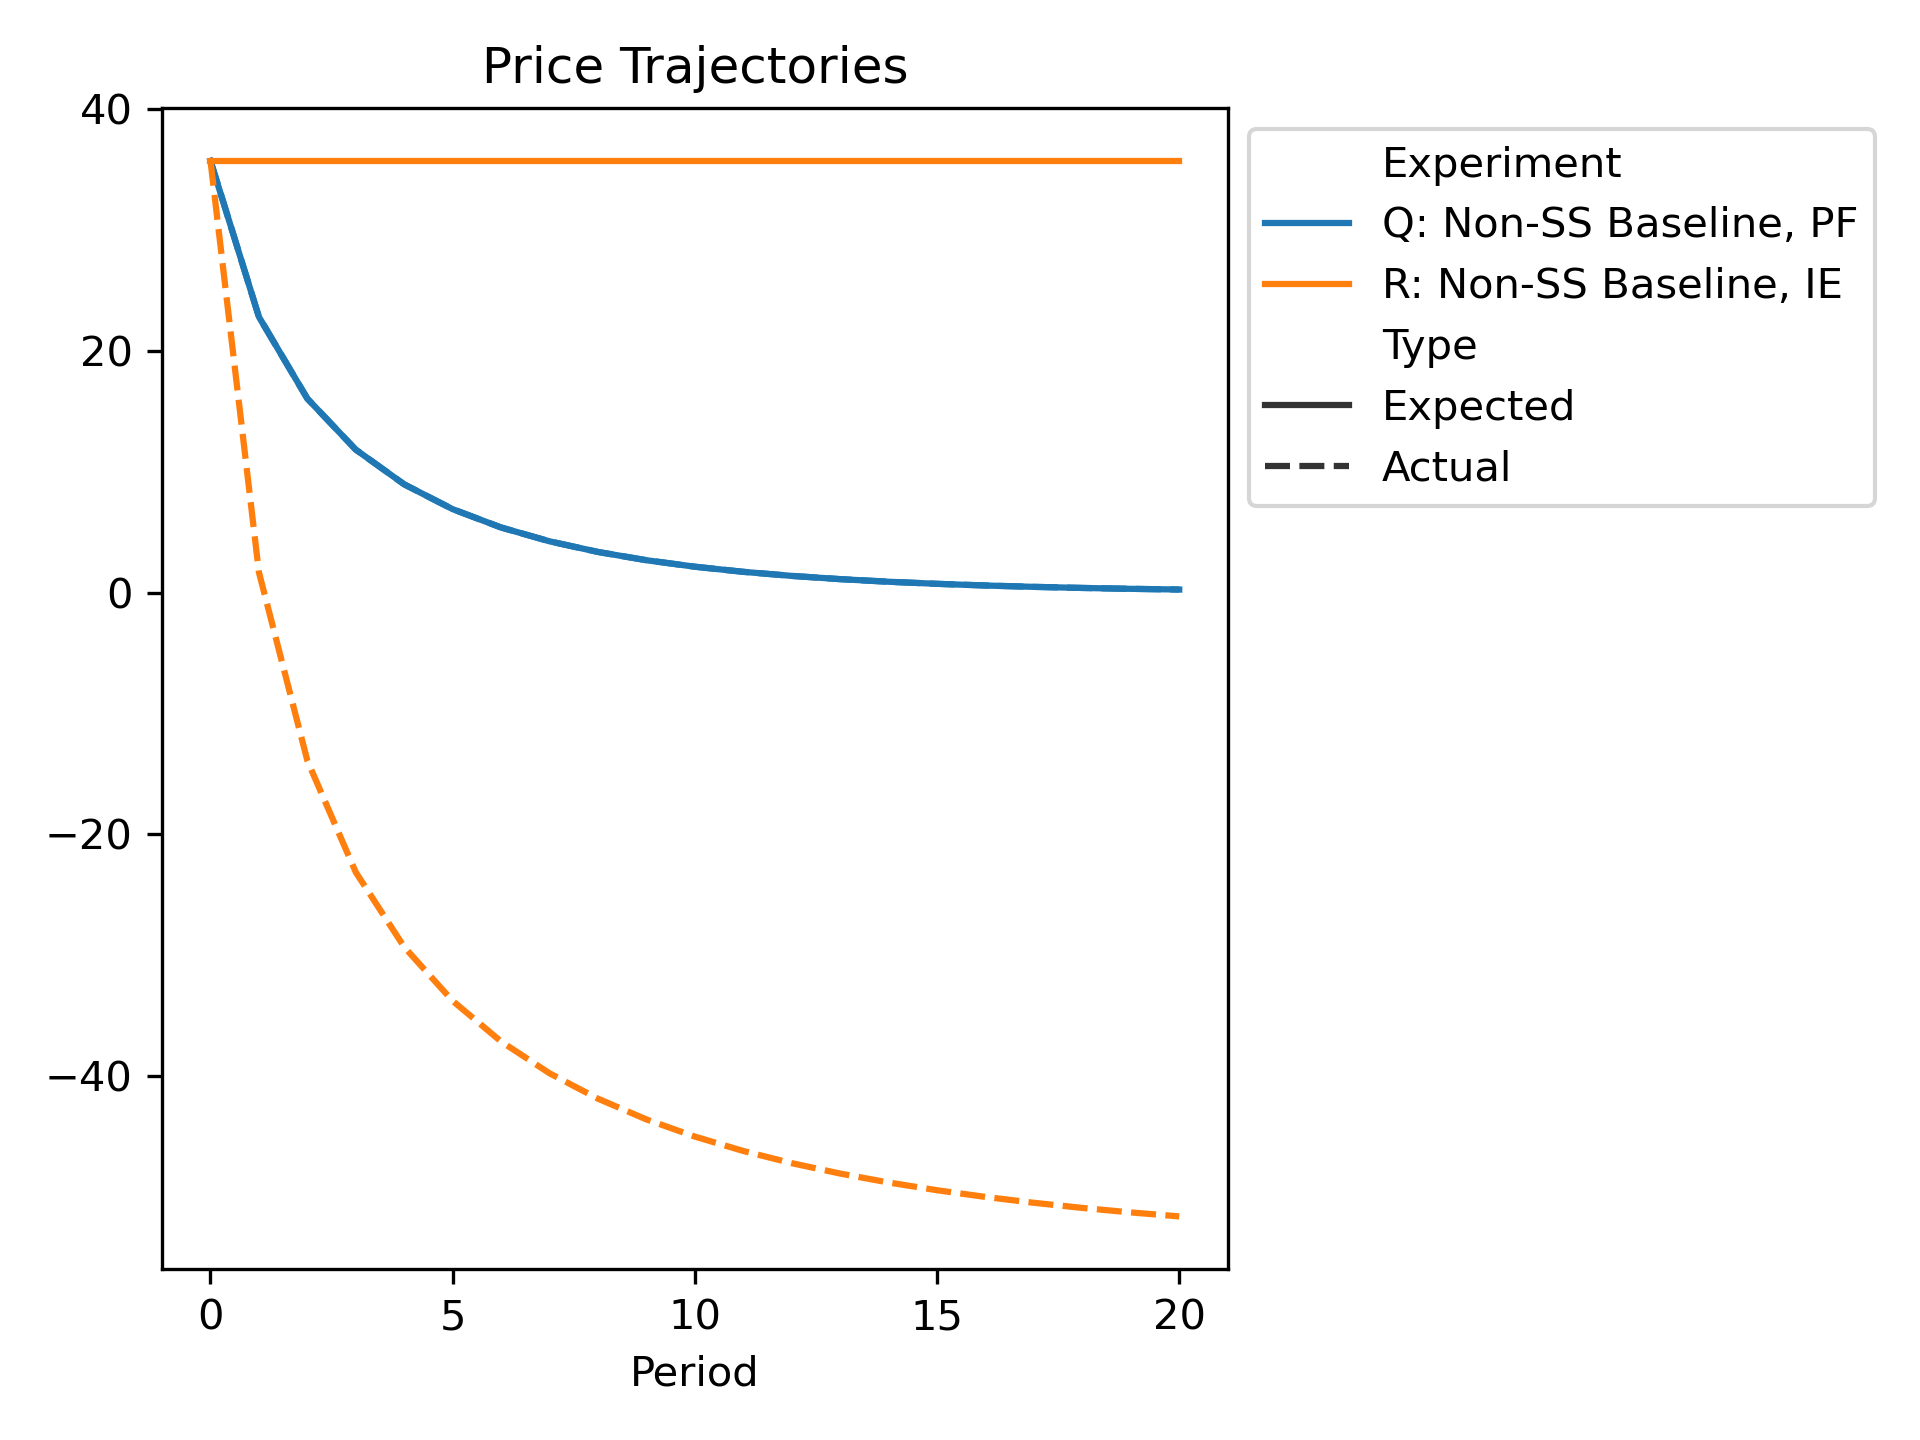 Price Trajectories
40
20
0
−20
−40
0 5 10 15 20
Period
Experiment
Q: Non-SS Baseline, PF
R: Non-SS Baseline, IE
Type
Expected
Actual